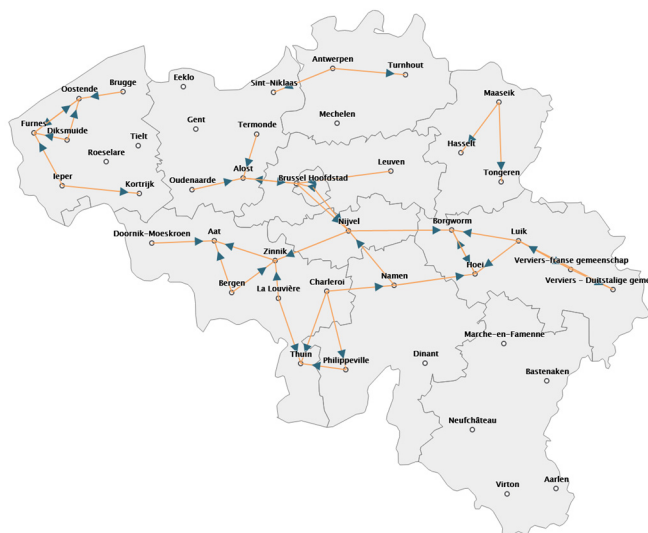 Antwerpen
Turnhout
Eeklo
Sint-Niklaas
Brugge
Oostende
Maaseik
Furnes
Diksmuide
Gent
Mechelen
Termonde
Tielt
Hasselt
Roeselare
Leuven
Ieper
Alost
Brussel Hoofdstad
Tongeren
Kortrijk
Oudenaarde
Nijvel
Borgworm
Doornik-Moeskroen
Aat
Luik
Zinnik
Verviers-franse gemeenschap
Hoei
Verviers - Duitstalige geme
Bergen
La Louvière
Charleroi
Namen
Marche-en-Famenne
Thuin
Philippeville
Dinant
Bastenaken
Neufchâteau
Virton
Aarlen